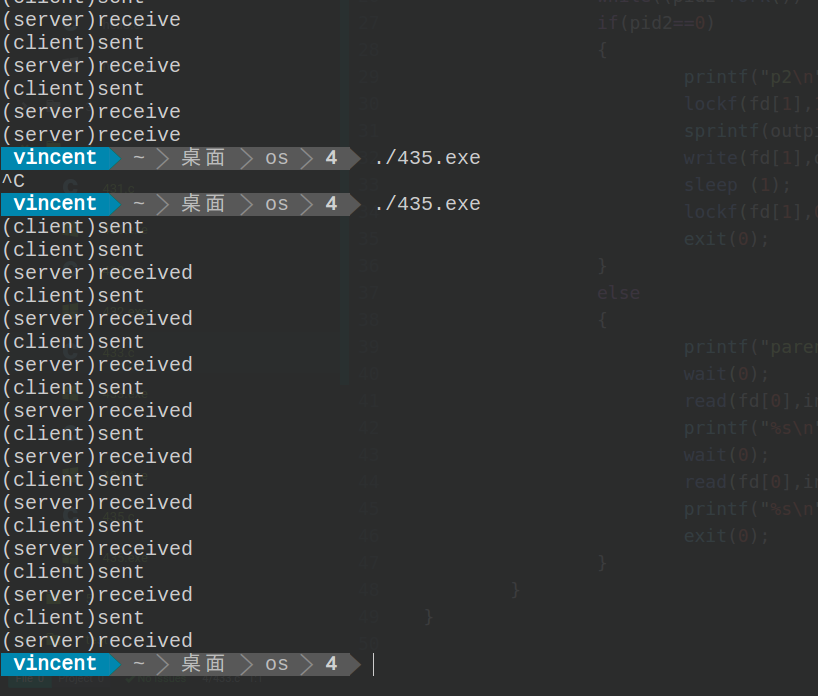 (client)sent
(server)receive
(client)sent
(server)receive
(client)sent
(server)receive
(server)receive
vincent ~ 桌面 os 4 ./435.exe
^C
vincent ~ 桌面 os 4 ./435.exe
(client)sent
(client)sent
(server)received
(client)sent
(server)received
(client)sent
(server)received
(client)sent
(server)received
(client)sent
(server)received
(client)sent
(server)received
(client)sent
(server)received
(client)sent
(server)received
(client)sent
(server)received
vincent ~ 桌面 os 4
if(pid2==0)
{
printf("p2\n
lockf(fd[1],
sprintf(outp
write(fd[1],
sleep (1);
lockf(fd[1],
exit(0);
}
else
{
printf("pare
wait(0);
read(fd[0],i
printf("%s\n
wait(0);
read(fd[0],i
printf("%s\n
exit(0);
}
}
}